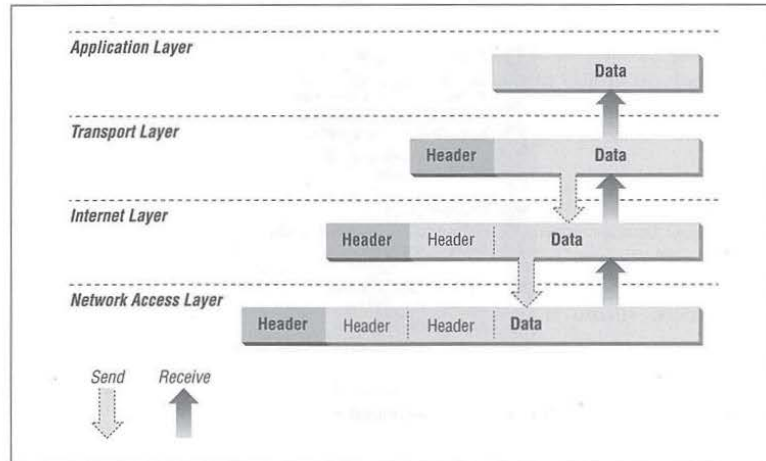 Application Layer
Data
Transport Layer
Header Data
Internet Layer
Header Header Data
Network Access Layer
Header Header Header Data
Send Receive